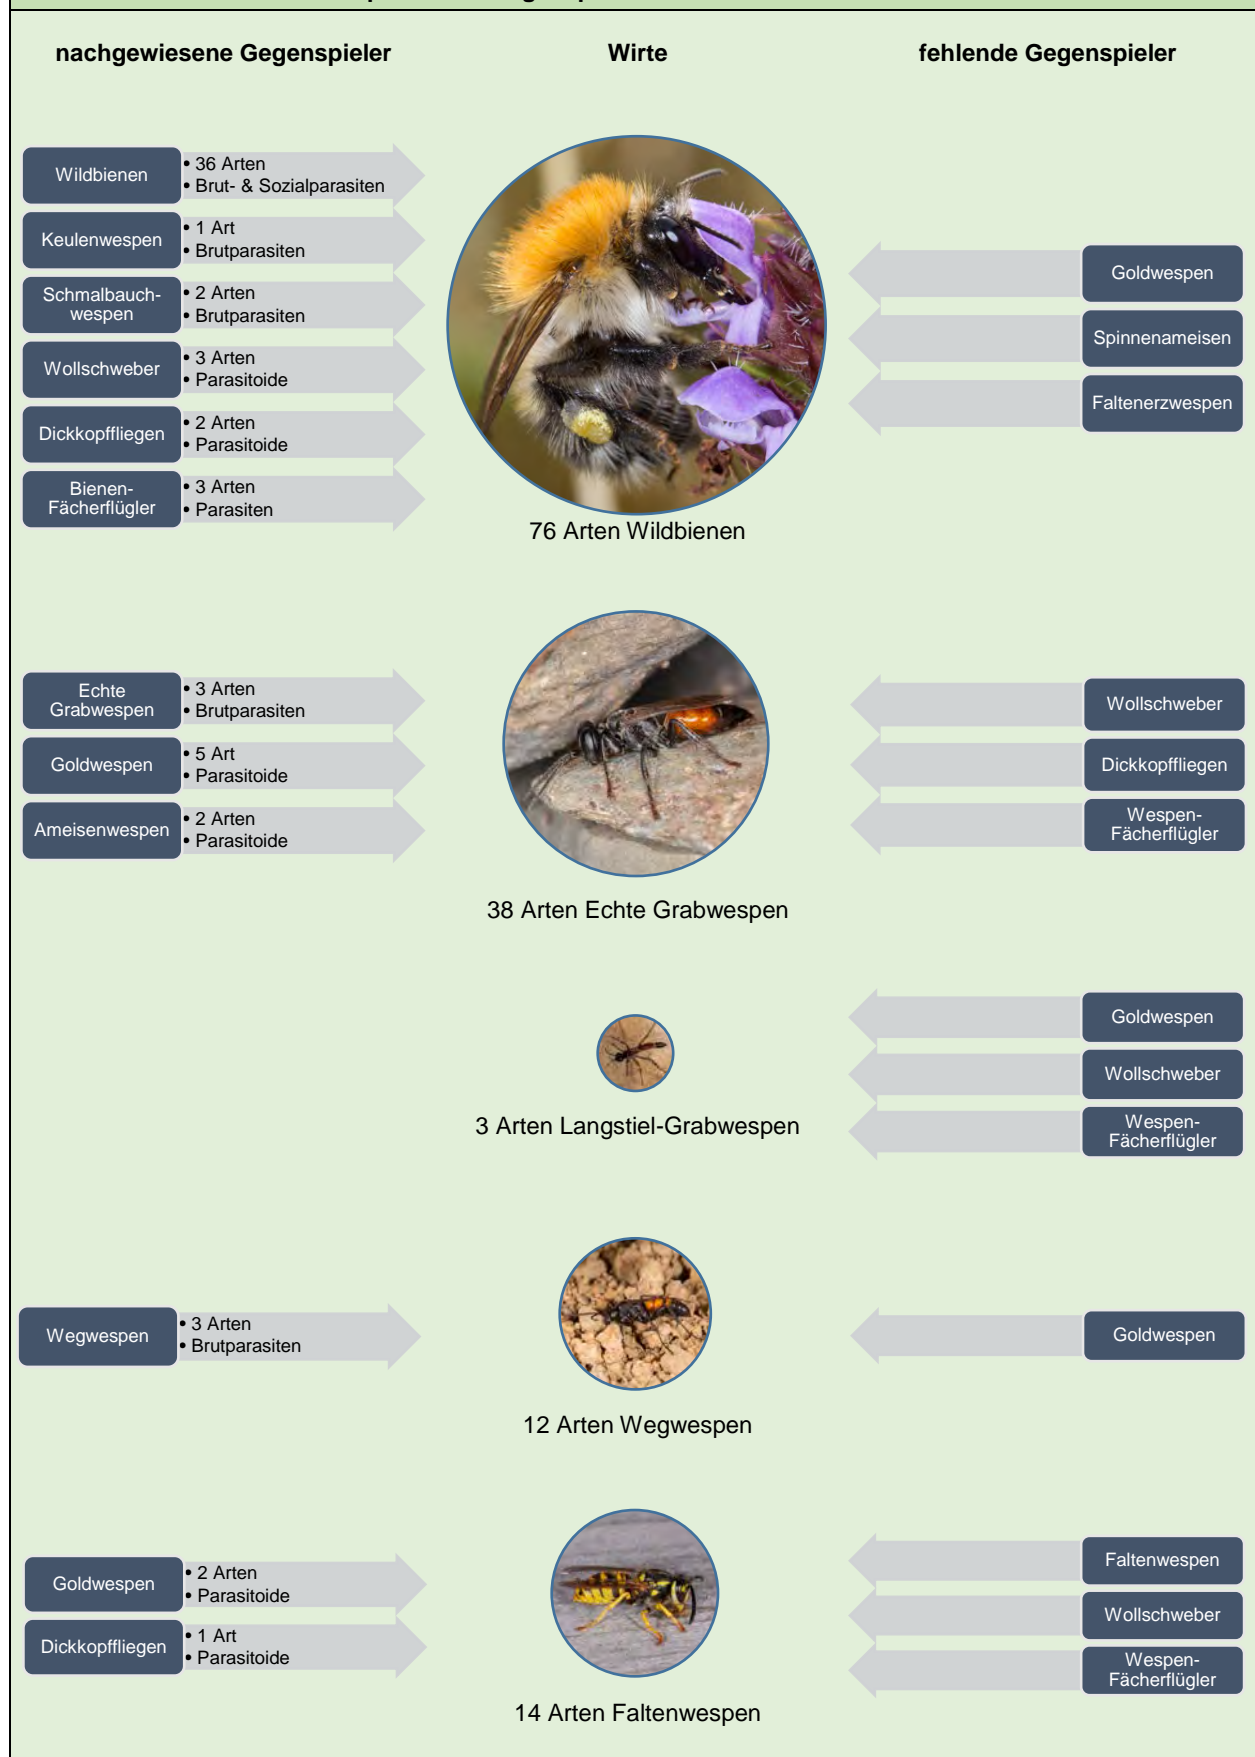 nachgewiesene Gegenspieler
Wirte
fehlende Gegenspieler
Wildbienen
• 36 Arten
• Brut- & Sozialparasiten
Keulenwespen
• 1 Art
• Brutparasiten
Schmalbauch-
wespen
• 2 Arten
• Brutparasiten
Wollschweber
• 3 Arten
• Parasitoide
Dickkopffliegen
• 2 Arten
• Parasitoide
Bienen-
Fächerflügler
• 3 Arten
• Parasiten
76 Arten Wildbienen
Goldwespen
Spinnenameisen
Faltenerzwespen
Echte
Grabwespen
• 3 Arten
• Brutparasiten
Goldwespen
• 5 Art
• Parasitoide
Ameisenwespen
• 2 Arten
• Parasitoide
38 Arten Echte Grabwespen
Wollschweber
Dickkopffliegen
Wespen-
Fächerflügler
3 Arten Langstiel-Grabwespen
Goldwespen
Wollschweber
Wespen-
Fächerflügler
Wegwespen
• 3 Arten
• Brutparasiten
12 Arten Wegwespen
Goldwespen
Goldwespen
• 2 Arten
• Parasitoide
Dickkopffliegen
• 1 Art
• Parasitoide
14 Arten Faltenwespen
Faltenwespen
Wollschweber
Wespen-
Fächerflügler